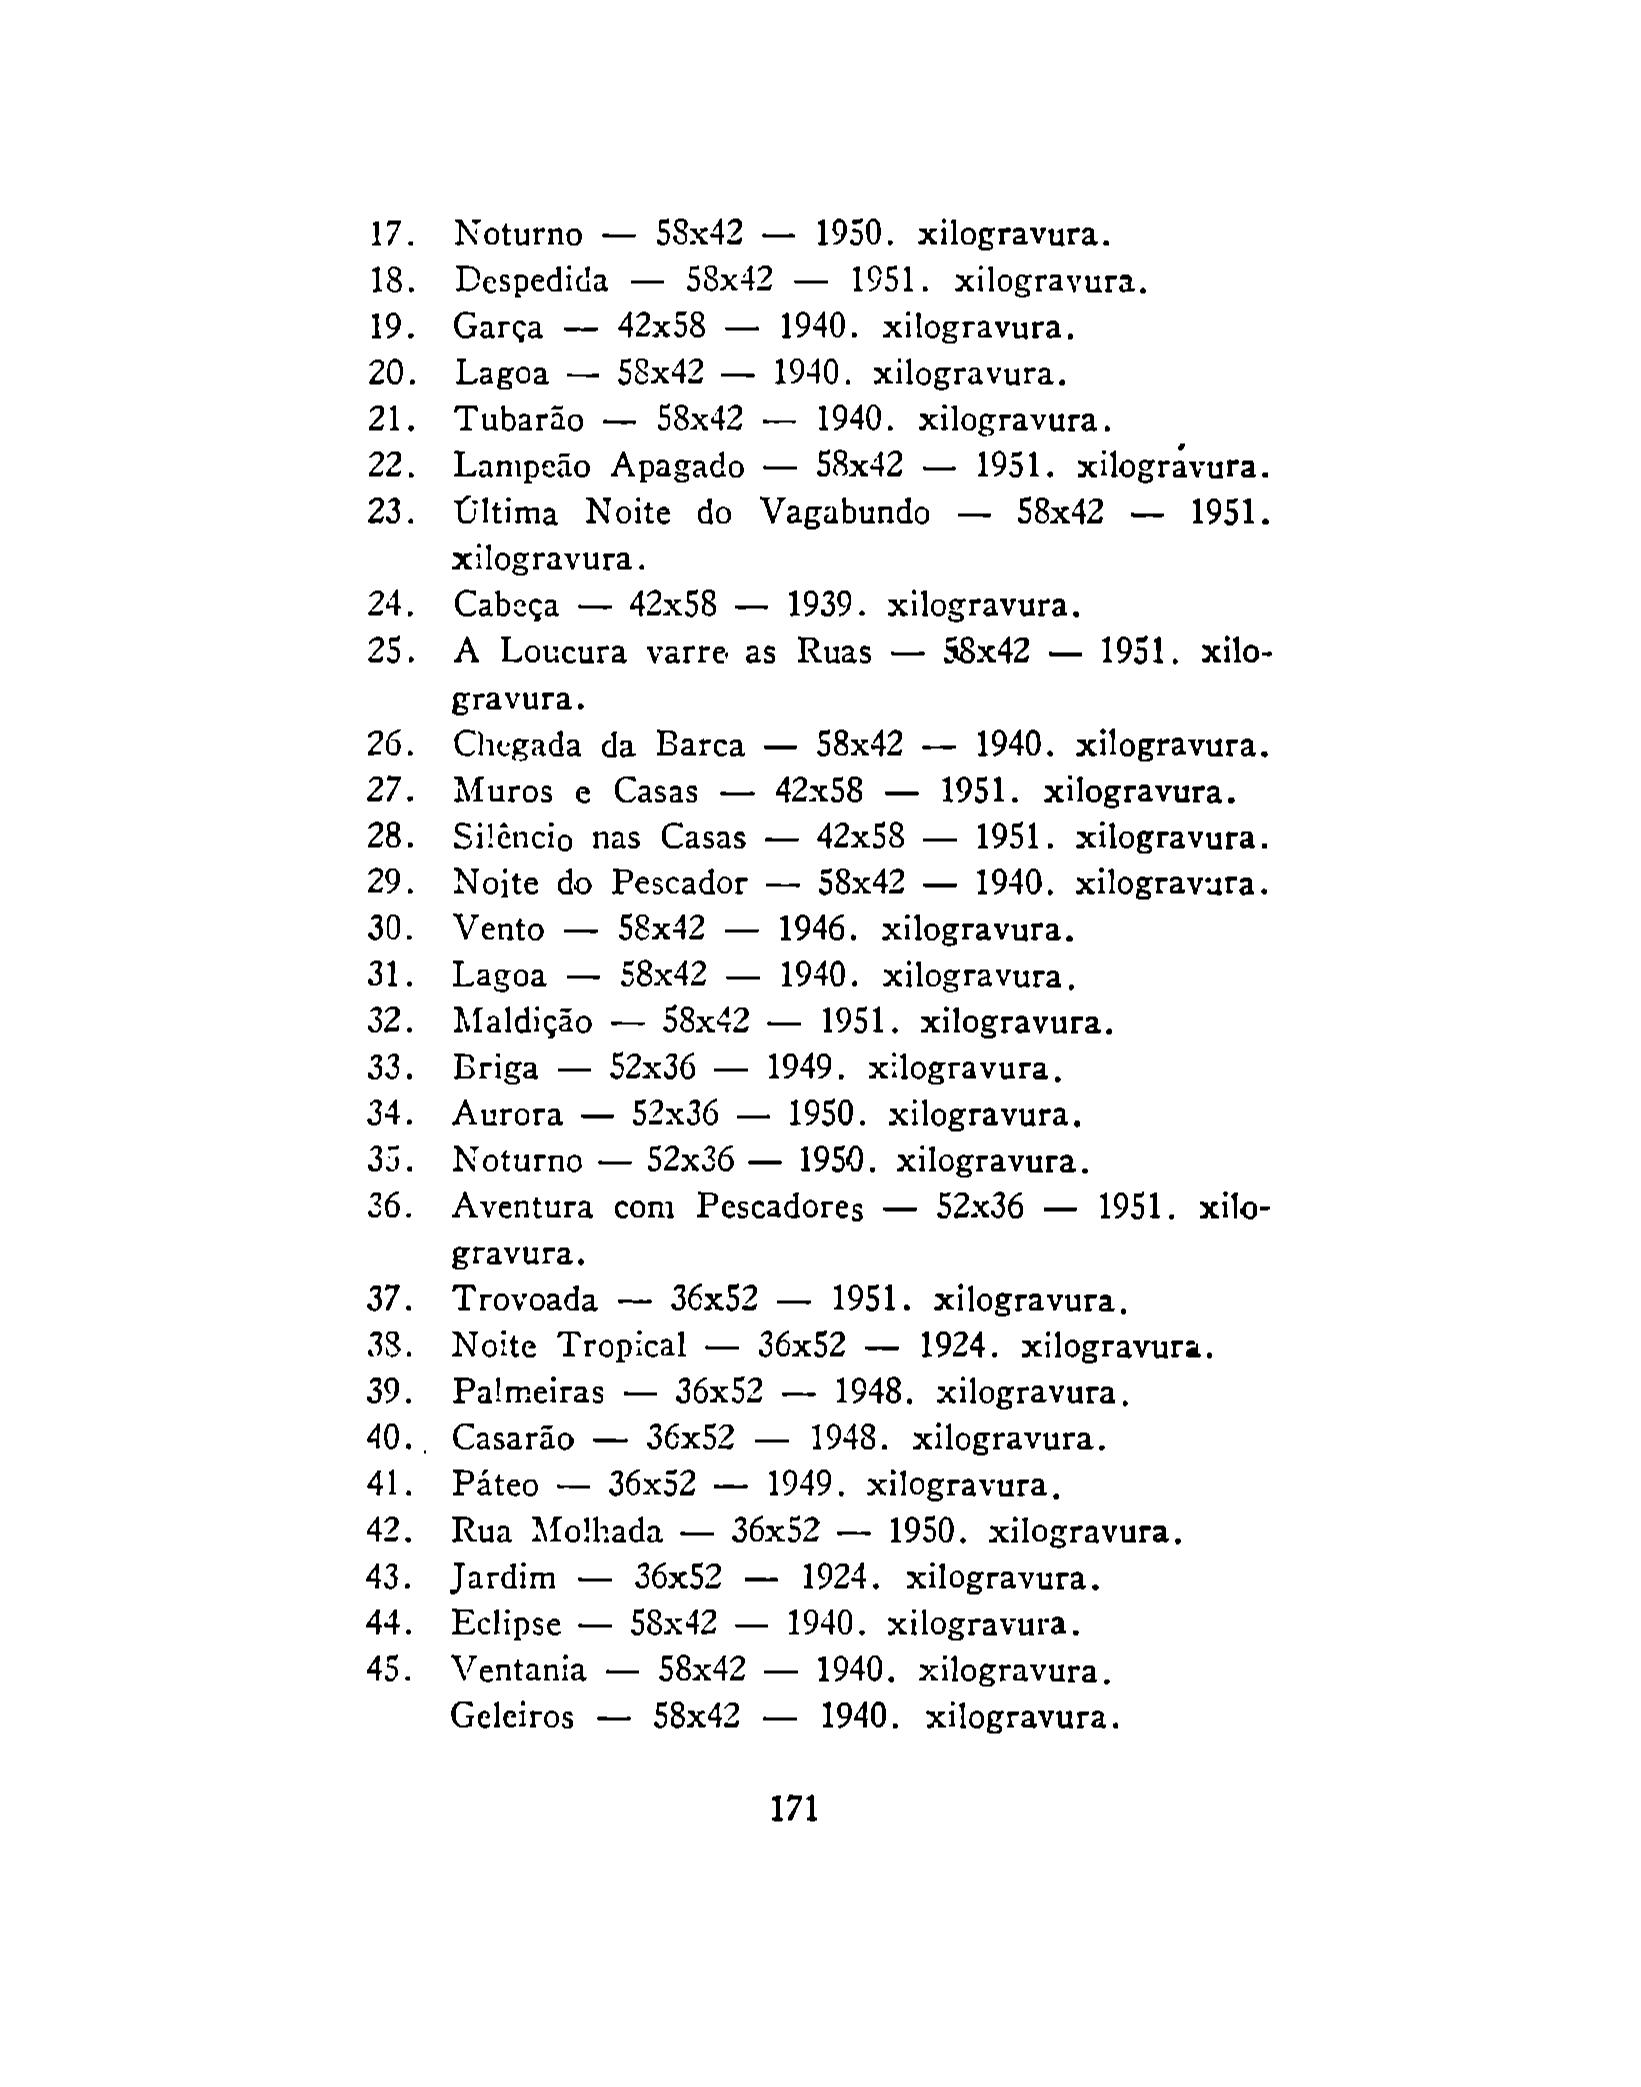 17. Noturno — 58x42 — 1950. xilogravura.
18. Despedida — 58x42 — 1951. xilogravura.
19. Garça — 42x58 — 1940. xilogravura.
20. Lagoa — 58x42 — 1940. xilogravura.
21. Tubarão — 58x42 — 1940. xilogravura.
22. Lampeão Apagado — 58x42 — 1951. xilogravura.
23. Última Noite do Vagabundo — 58x42 — 1951.
xilogravura.
24. Cabeça — 42x58 — 1939. xilogravura.
25. A Loucura varre as Ruas — 58x42 — 1951. xilo-
gravura.
26. Chegada da Barca — 58x42 — 1940. xilogravura.
27. Muros e Casas — 42x58 — 1951. xilogravura.
28. Silêncio nas Casas — 42x58 — 1951. xilogravura.
29. Noite do Pescador — 58x42 — 1940. xilogravura.
30. Vento — 58x42 — 1946. xilogravura.
31. Lagoa — 58x42 — 1940. xilogravura.
32. Maldição — 58x42 — 1951. xilogravura.
33. Briga — 52x36 — 1949. xilogravura.
34. Aurora — 52x36 — 1950. xilogravura.
35. Noturno — 52x36 — 1950. xilogravura.
36. Aventura com Pescadores — 52x36 — 1951. xilo-
gravura.
37. Trovoada — 36x52 — 1951. xilogravura.
38. Noite Tropical — 36x52 — 1924. xilogravura.
39. Palmeiras — 36x52 — 1948. xilogravura.
40. Casarão — 36x52 — 1948. xilogravura.
41. Páteo — 36x52 — 1949. xilogravura.
42. Rua Molhada — 36x52 — 1950. xilogravura.
43. Jardim — 36x52 — 1924. xilogravura.
44. Eclipse — 58x42 — 1940. xilogravura.
45. Ventania — 58x42 — 1940. xilogravura.
Geleiros — 58x42 — 1940. xilogravura.
171